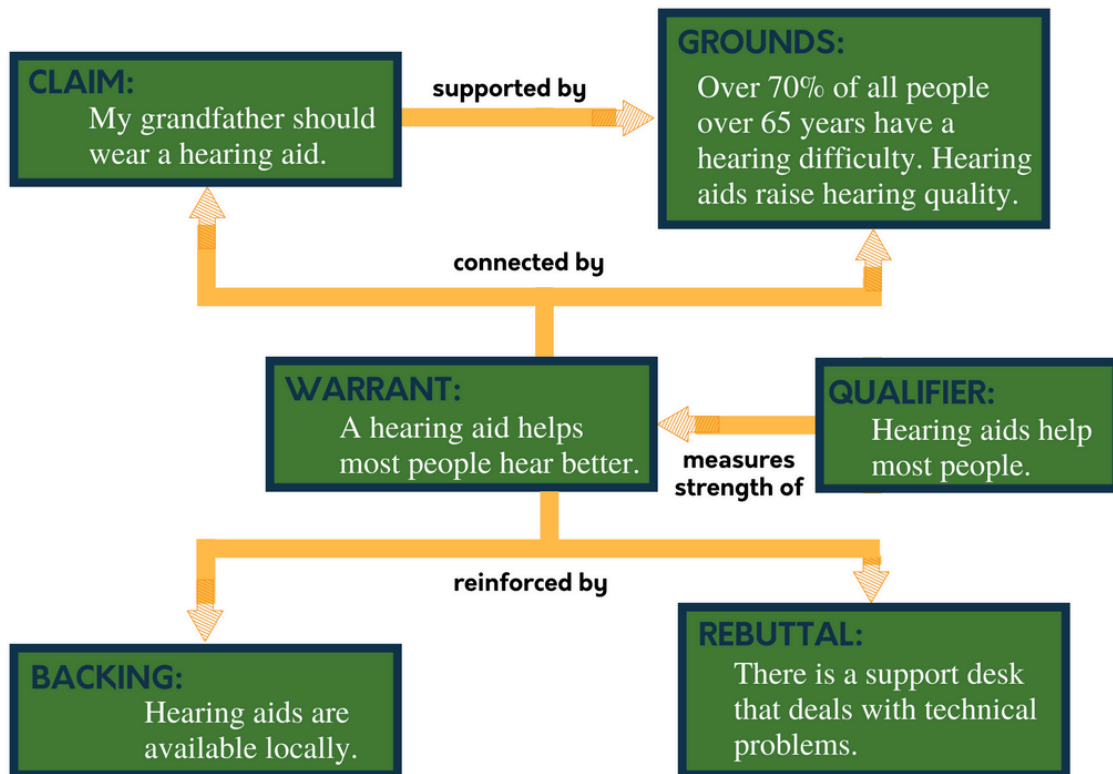 CLAIM:
My grandfather should
wear a hearing aid.
supported by
GROUNDS:
Over 70% of all people
over 65 years have a
hearing difficulty. Hearing
aids raise hearing quality.
connected by
WARRANT:
A hearing aid helps
most people hear better.
measures
strength of
QUALIFIER:
Hearing aids help
most people.
reinforced by
BACKING:
Hearing aids are
available locally.
REBUTTAL:
There is a support desk
that deals with technical
problems.